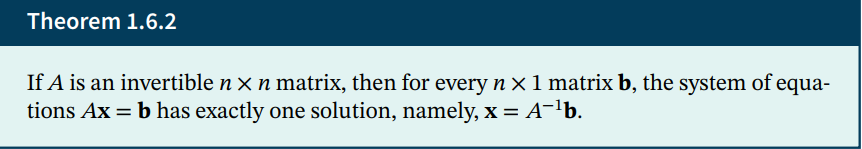 Theorem 1.6.2
If A is an invertible n × n matrix, then for every n × 1 matrix b, the system of equa-
tions Ax = b has exactly one solution, namely, x = A⁻¹b.